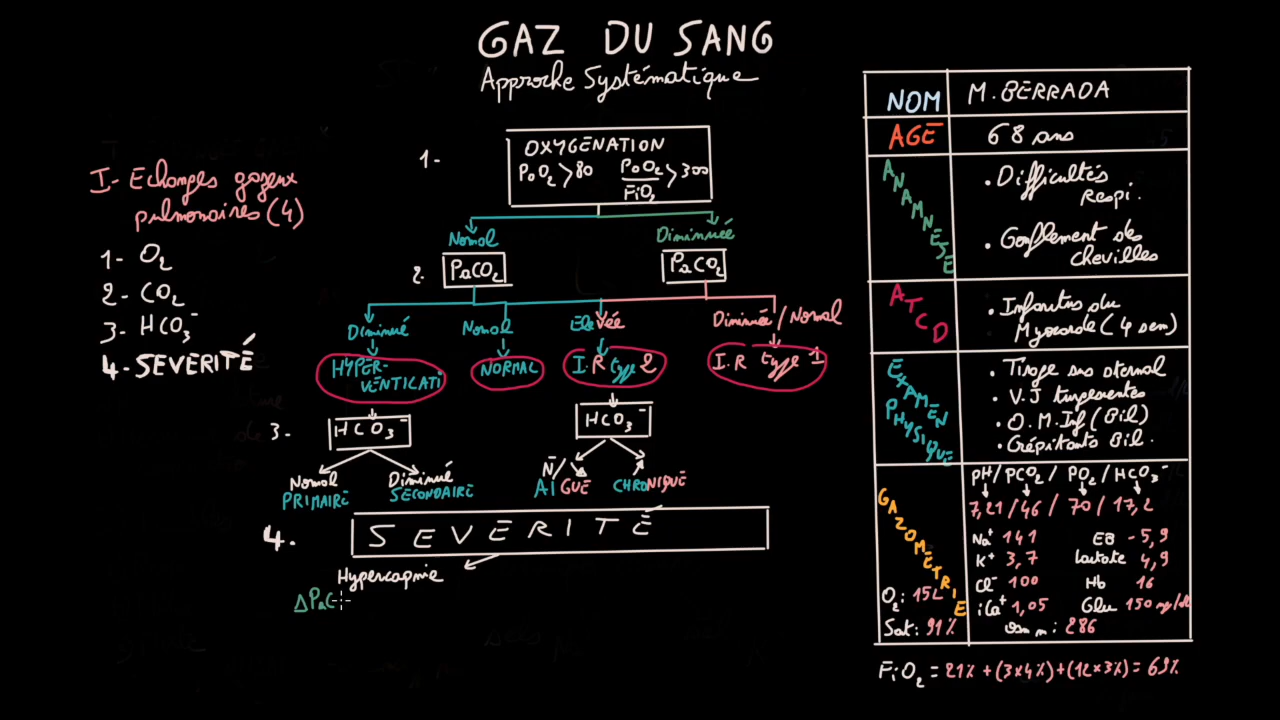 GAZ DU SANG
Approche Systématique
I- Echanges gazeux
pulmonaires (4)
1- O₂
2- CO₂
3- HCO₃⁻
4- SEVERITÉ
1-
OXYGÉNATION
PaO₂ >80 PaO₂/FiO₂ >300
Normal Diminuée
2.
PaCO₂ PaCO₂
Diminué Normal Elevée Diminuée/Normal
HYPER-
VENTILATI
NORMAL
I.R type 2
I.R type 1
3.
HCO₃⁻ HCO₃⁻
Normal Diminué
PRIMAIRE SECONDAIRE
N/↘
AIGUE CHRONIQUE
4.
SEVERITÉ
Hypercapnie
ΔPaC
NOM M. BERRADA
AGE 68 ans
ANAMNESE
• Difficultés
Respi.
• Gonflement des
chevilles
ATCD
• Infarctus du
Myocarde (4 sem)
EXAMEN
PHYSIQUE
• Tirage sus sternal
• V.J turgescentes
• O.M.Inf (Bil)
• Crépitants Bil.
GAZOMETRIE
PH/PCO₂/PO₂/HCO₃⁻
7,21/46/70/17,2
Na⁺ 141 EB -5,9
K⁺ 3,7 lactate 4,9
Cl⁻ 100 Hb 16
iCa⁺ 1,05 Glu 150 mg/dl
O₂: 15L
Sat: 91%
Osm m: 286
FiO₂ = 21% + (3x4%) + (12x3%) = 69%